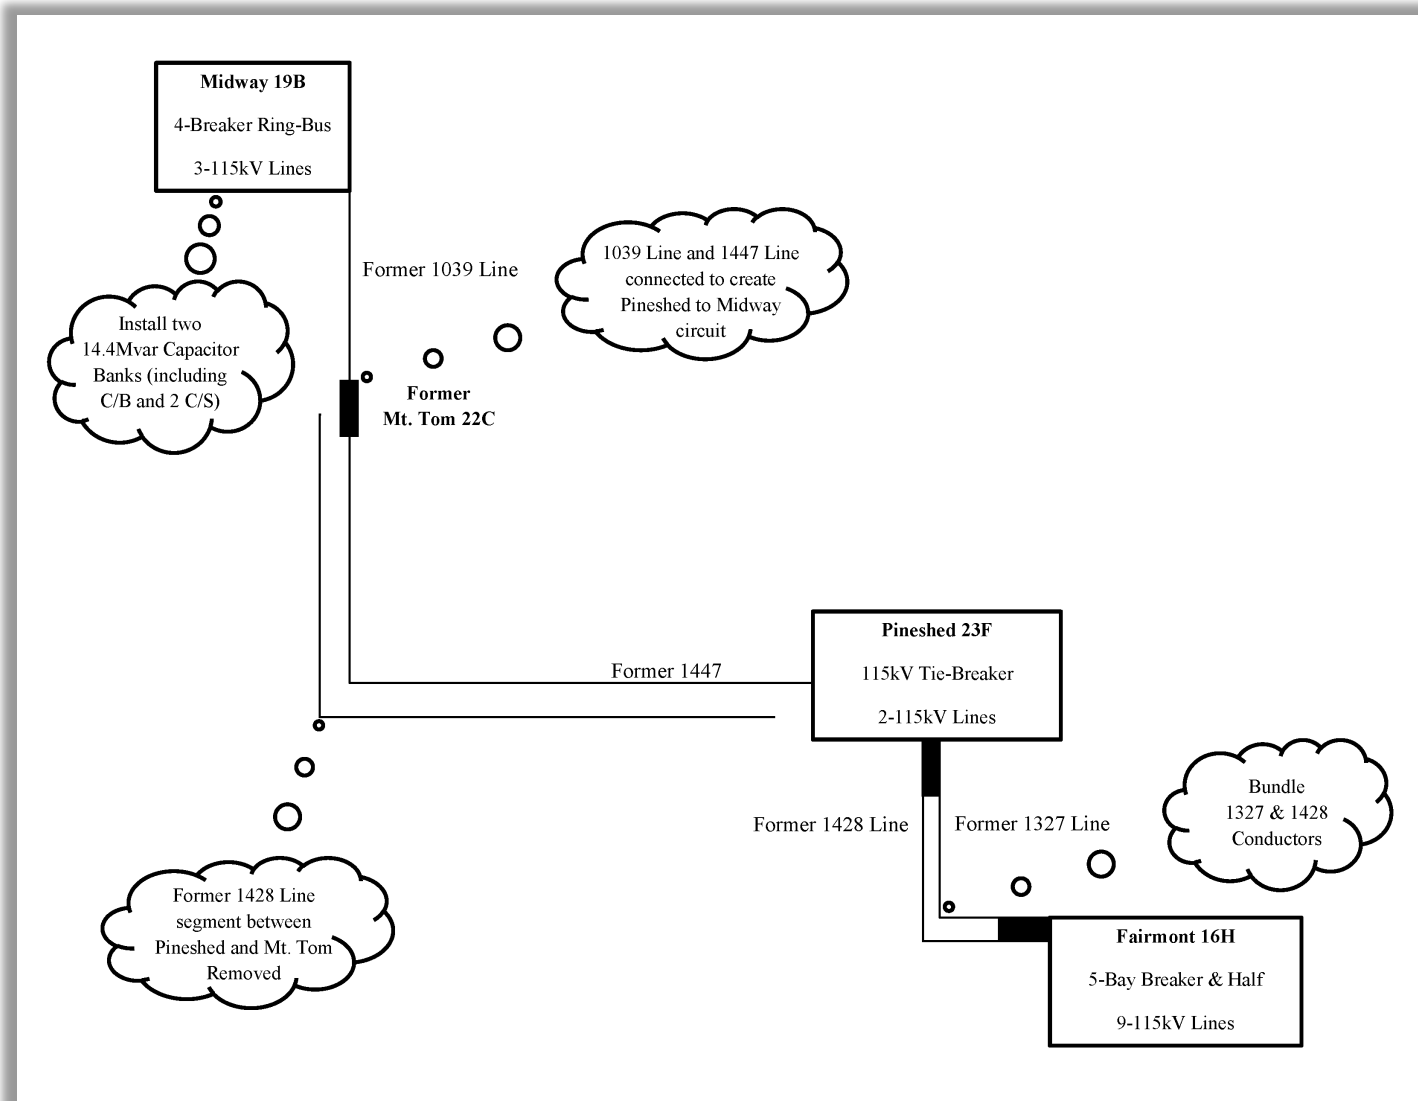 Midway 19B
4-Breaker Ring-Bus
3-115kV Lines
Former 1039 Line
1039 Line and 1447 Line
connected to create
Pineshed to Midway
circuit
Install two
14.4Mvar Capacitor
Banks (including
C/B and 2 C/S)
Former
Mt. Tom 22C
Former 1447
Pineshed 23F
115kV Tie-Breaker
2-115kV Lines
Former 1428 Line
Former 1327 Line
Bundle
1327 & 1428
Conductors
Former 1428 Line
segment between
Pineshed and Mt. Tom
Removed
Fairmont 16H
5-Bay Breaker & Half
9-115kV Lines